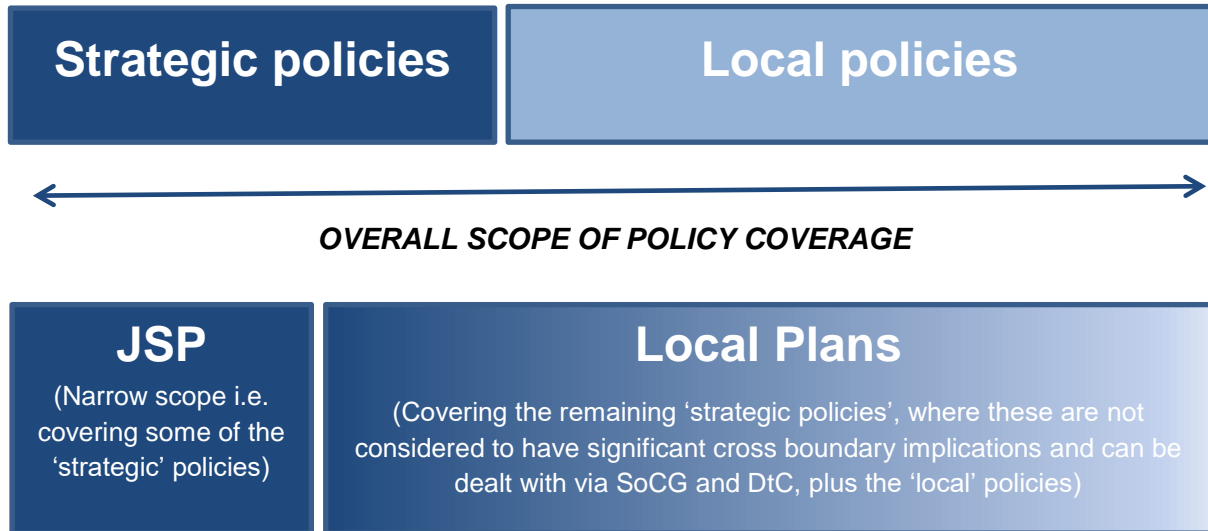 Strategic policies
Local policies
OVERALL SCOPE OF POLICY COVERAGE
JSP
(Narrow scope i.e.
covering some of the
‘strategic’ policies)
Local Plans
(Covering the remaining ‘strategic policies’, where these are not
considered to have significant cross boundary implications and can be
dealt with via SoCG and DtC, plus the ‘local’ policies)